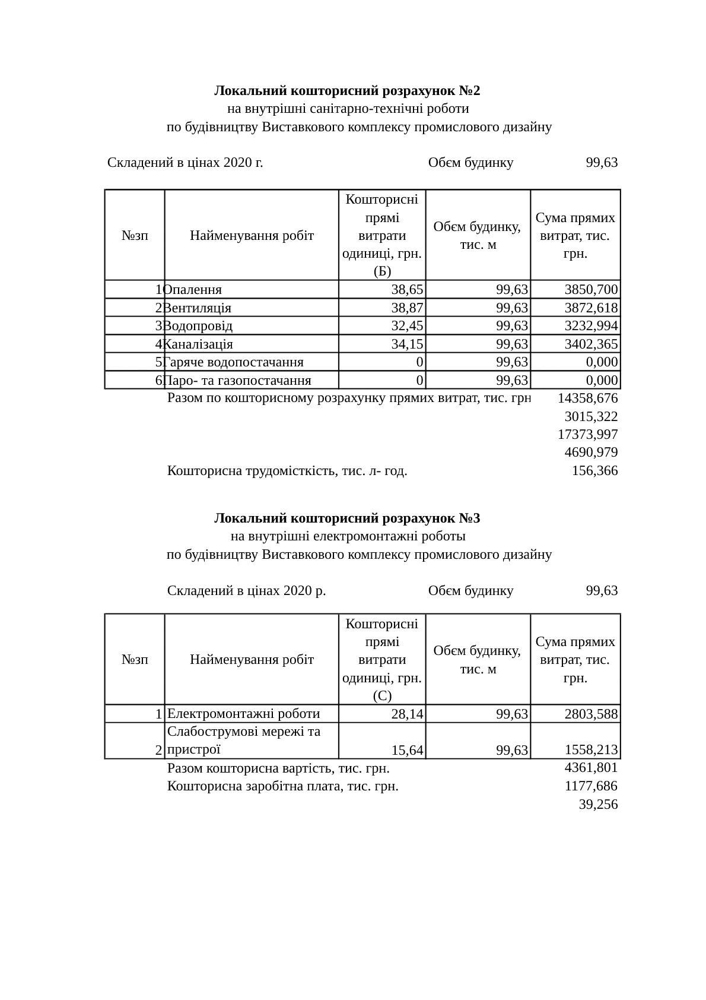 Локальний кошторисний розрахунок №2
на внутрішні санітарно-технічні роботи
по будівництву Виставкового комплексу промислового дизайну
Складений в цінах 2020 г. Обєм будинку 99,63
№зп Найменування робіт Кошторисні прямі витрати одиниці, грн. (Б) Обєм будинку, тис. м Сума прямих витрат, тис. грн.
1 Опалення 38,65 99,63 3850,700
2 Вентиляція 38,87 99,63 3872,618
3 Водопровід 32,45 99,63 3232,994
4 Каналізація 34,15 99,63 3402,365
5 Гаряче водопостачання 0 99,63 0,000
6 Паро- та газопостачання 0 99,63 0,000
Разом по кошторисному розрахунку прямих витрат, тис. грн 14358,676
3015,322
17373,997
4690,979
Кошторисна трудомісткість, тис. л- год. 156,366
Локальний кошторисний розрахунок №3
на внутрішні електромонтажні роботы
по будівництву Виставкового комплексу промислового дизайну
Складений в цінах 2020 р. Обєм будинку 99,63
№зп Найменування робіт Кошторисні прямі витрати одиниці, грн. (С) Обєм будинку, тис. м Сума прямих витрат, тис. грн.
1 Електромонтажні роботи 28,14 99,63 2803,588
2 Слабострумові мережі та пристрої 15,64 99,63 1558,213
Разом кошторисна вартість, тис. грн. 4361,801
Кошторисна заробітна плата, тис. грн. 1177,686
39,256